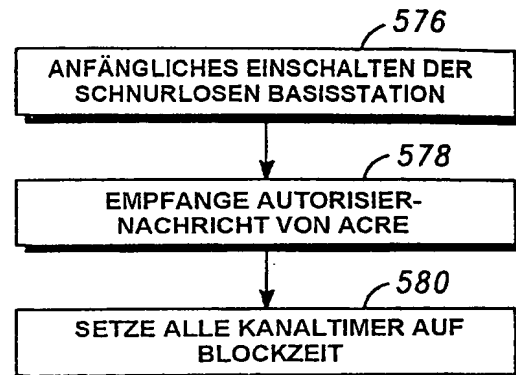 576
ANFÄNGLICHES EINSCHALTEN DER
SCHNURLOSEN BASISSTATION
578
EMPFANGE AUTORISIER-
NACHRICHT VON ACRE
580
SETZE ALLE KANALTIMER AUF
BLOCKZEIT